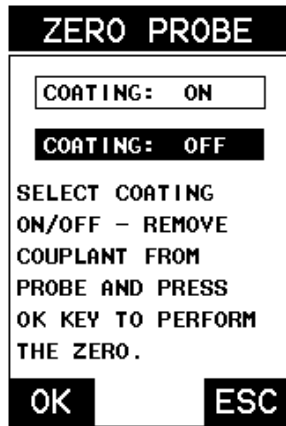 ZERO PROBE
COATING: ON
COATING: OFF
SELECT COATING
ON/OFF - REMOVE
COUPLANT FROM
PROBE AND PRESS
OK KEY TO PERFORM
THE ZERO.
OK ESC